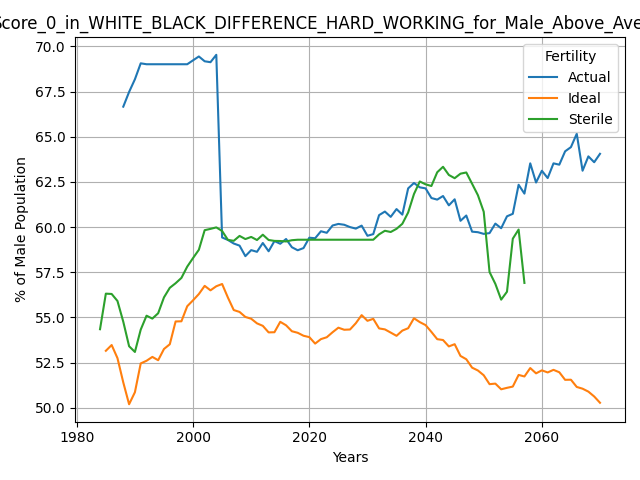 Score_0_in_WHITE_BLACK_DIFFERENCE_HARD_WORKING_for_Male_Above_Ave
70.0
67.5
65.0
62.5
60.0
57.5
55.0
52.5
50.0
% of Male Population
Fertility
Actual
Ideal
Sterile
1980
2000
2020
2040
2060
Years